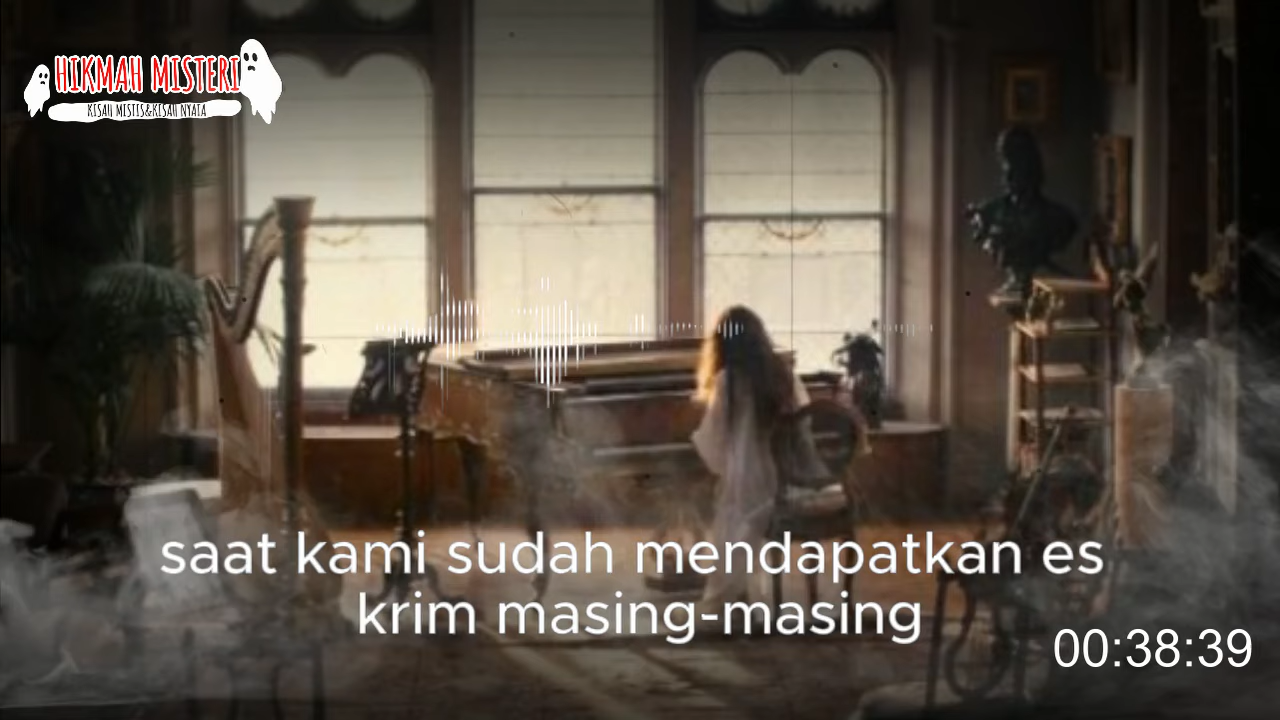 HIKMAH MISTERI
KISAH MISTIS&KISAH NYATA
saat kami sudah mendapatkan es
krim masing-masing
00:38:39